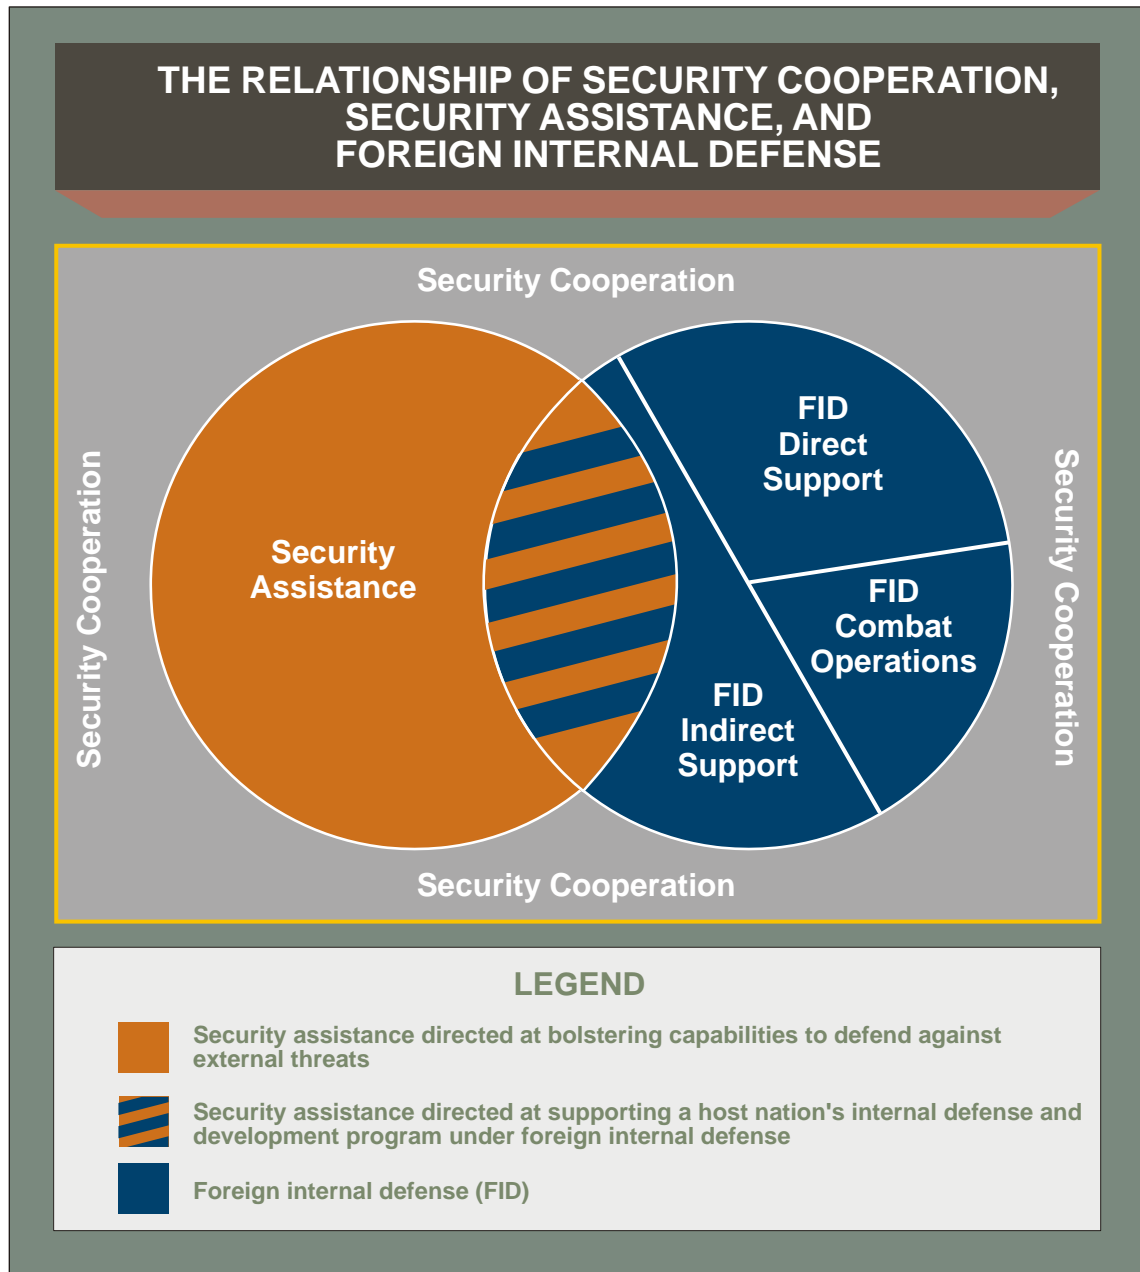 THE RELATIONSHIP OF SECURITY COOPERATION,
SECURITY ASSISTANCE, AND
FOREIGN INTERNAL DEFENSE
Security Cooperation
Security Cooperation
Security
Assistance
FID
Direct
Support
FID
Combat
Operations
FID
Indirect
Support
Security Cooperation
Security Cooperation
LEGEND
Security assistance directed at bolstering capabilities to defend against
external threats
Security assistance directed at supporting a host nation's internal defense and
development program under foreign internal defense
Foreign internal defense (FID)